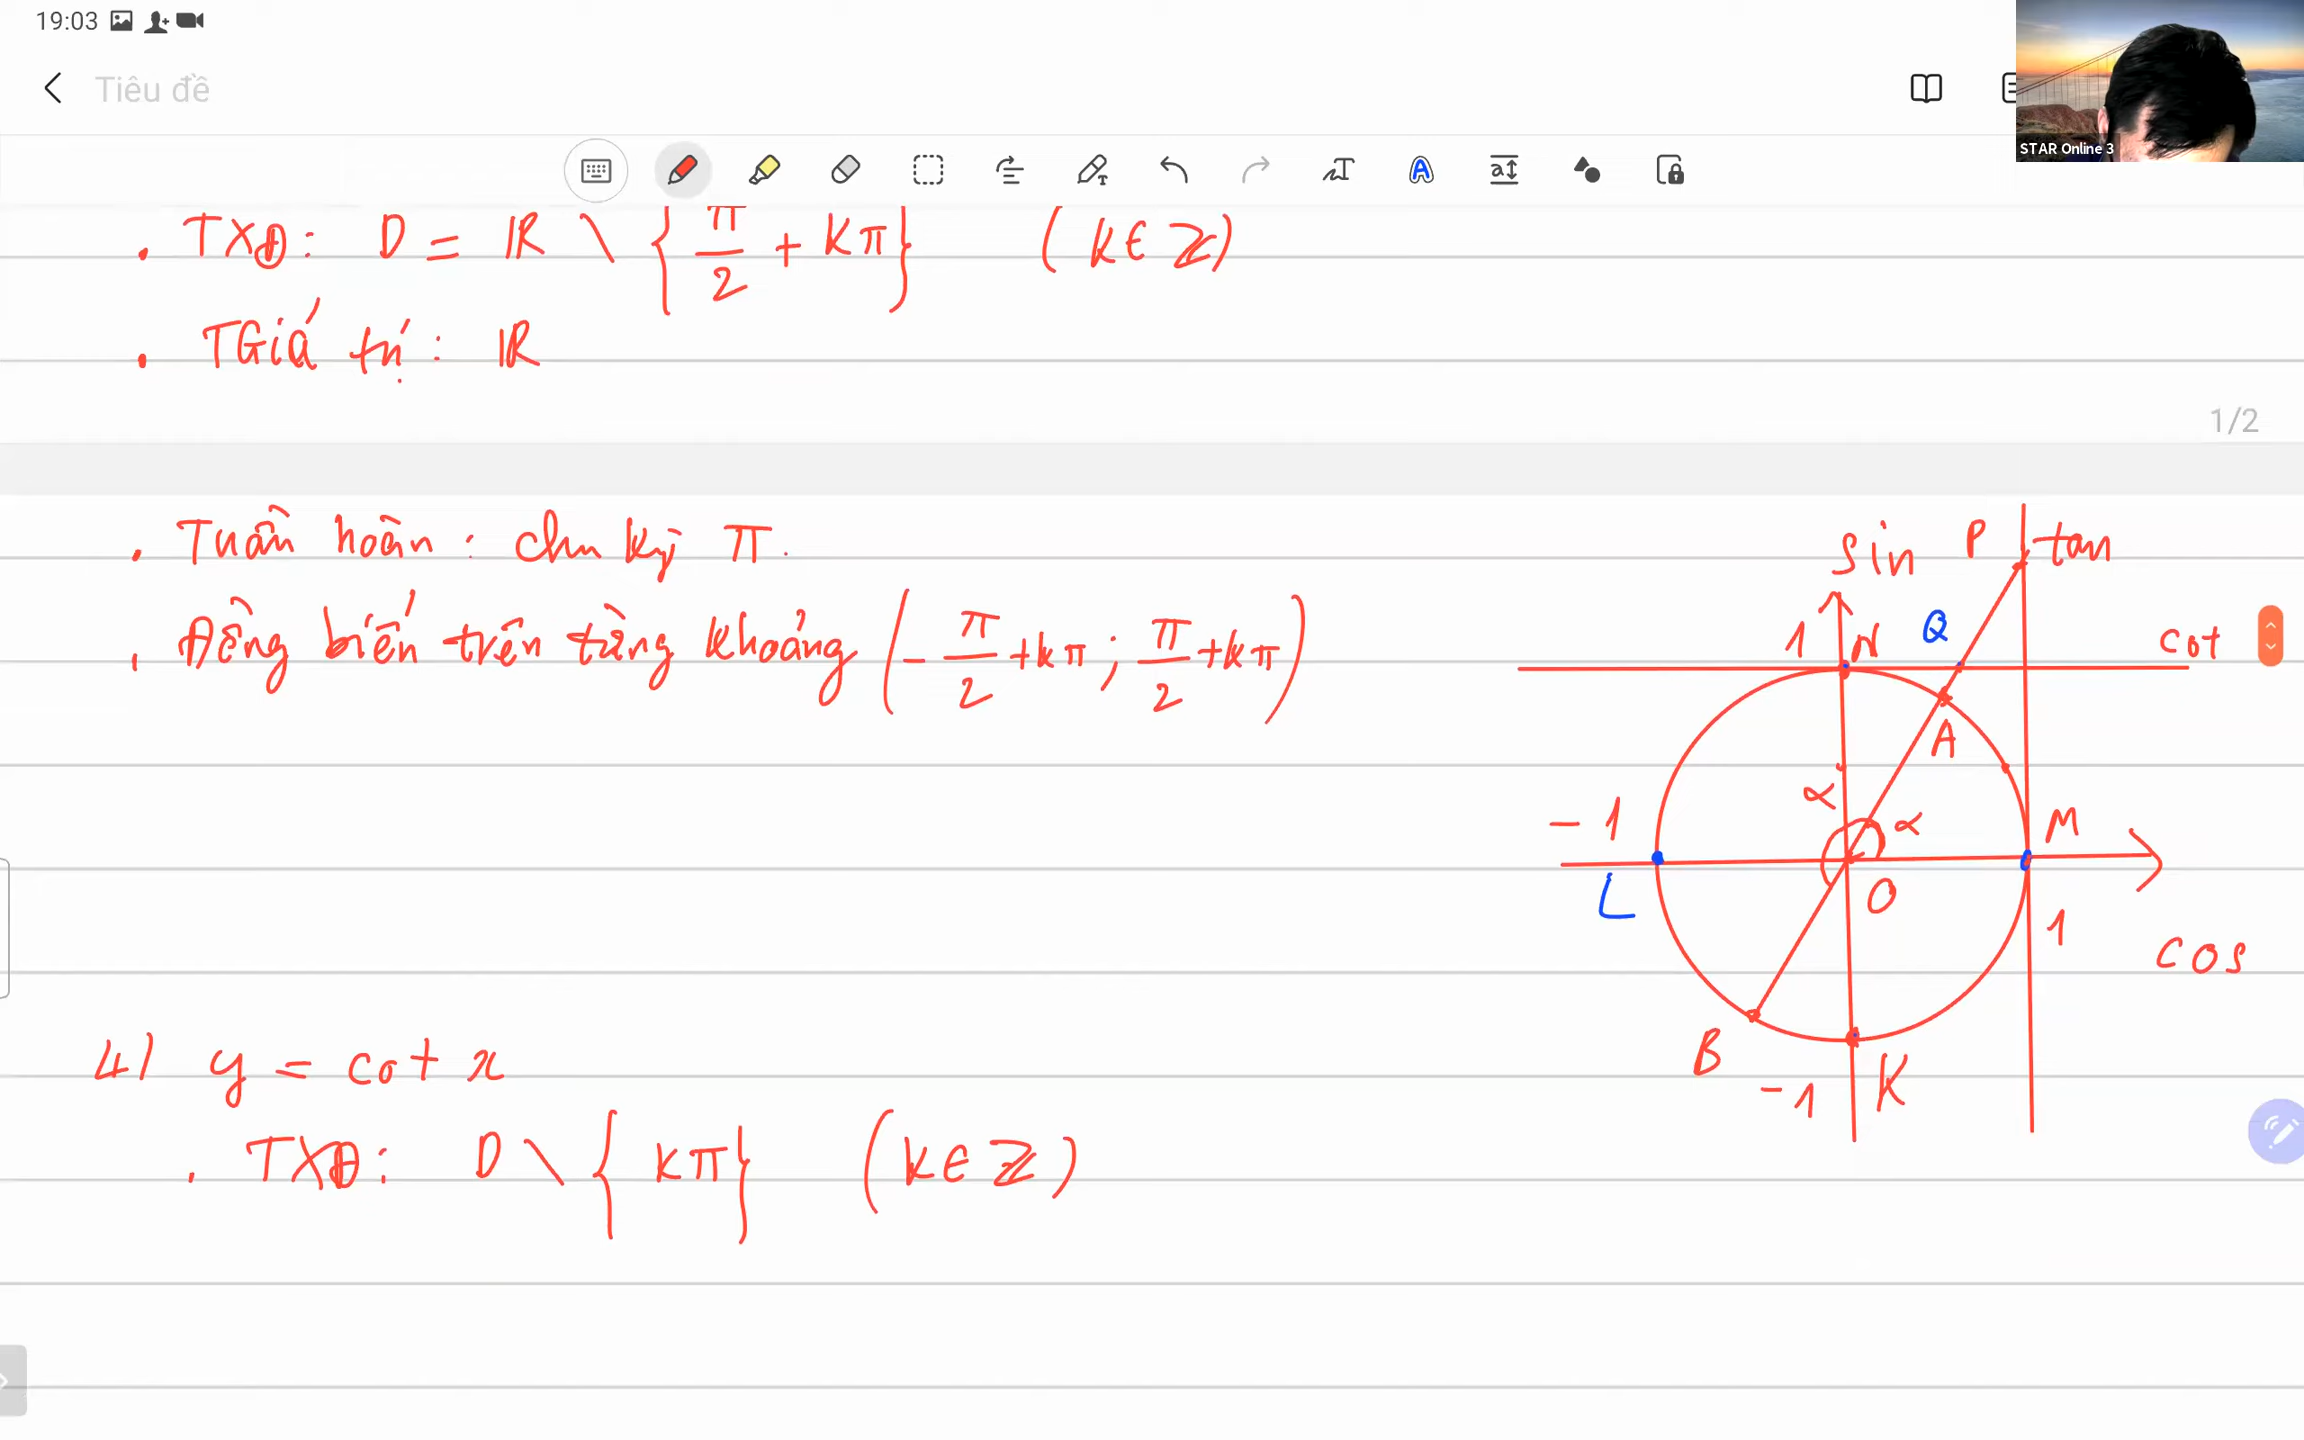 19:03
Tiêu đề
STAR Online 3
. TXĐ: D = ℝ \ { π/2 + kπ } (k ∈ ℤ)
. TGiá trị: ℝ
1/2
. Tuần hoàn: chu kỳ π.
. Đồng biến trên từng khoảng (-π/2 + kπ; π/2 + kπ)
sin P tan
1 N Q cot
A
α α
-1 M
L O 1
cos
B -1 K
4) y = cot x
. TXĐ: D \ { kπ } (k ∈ ℤ)